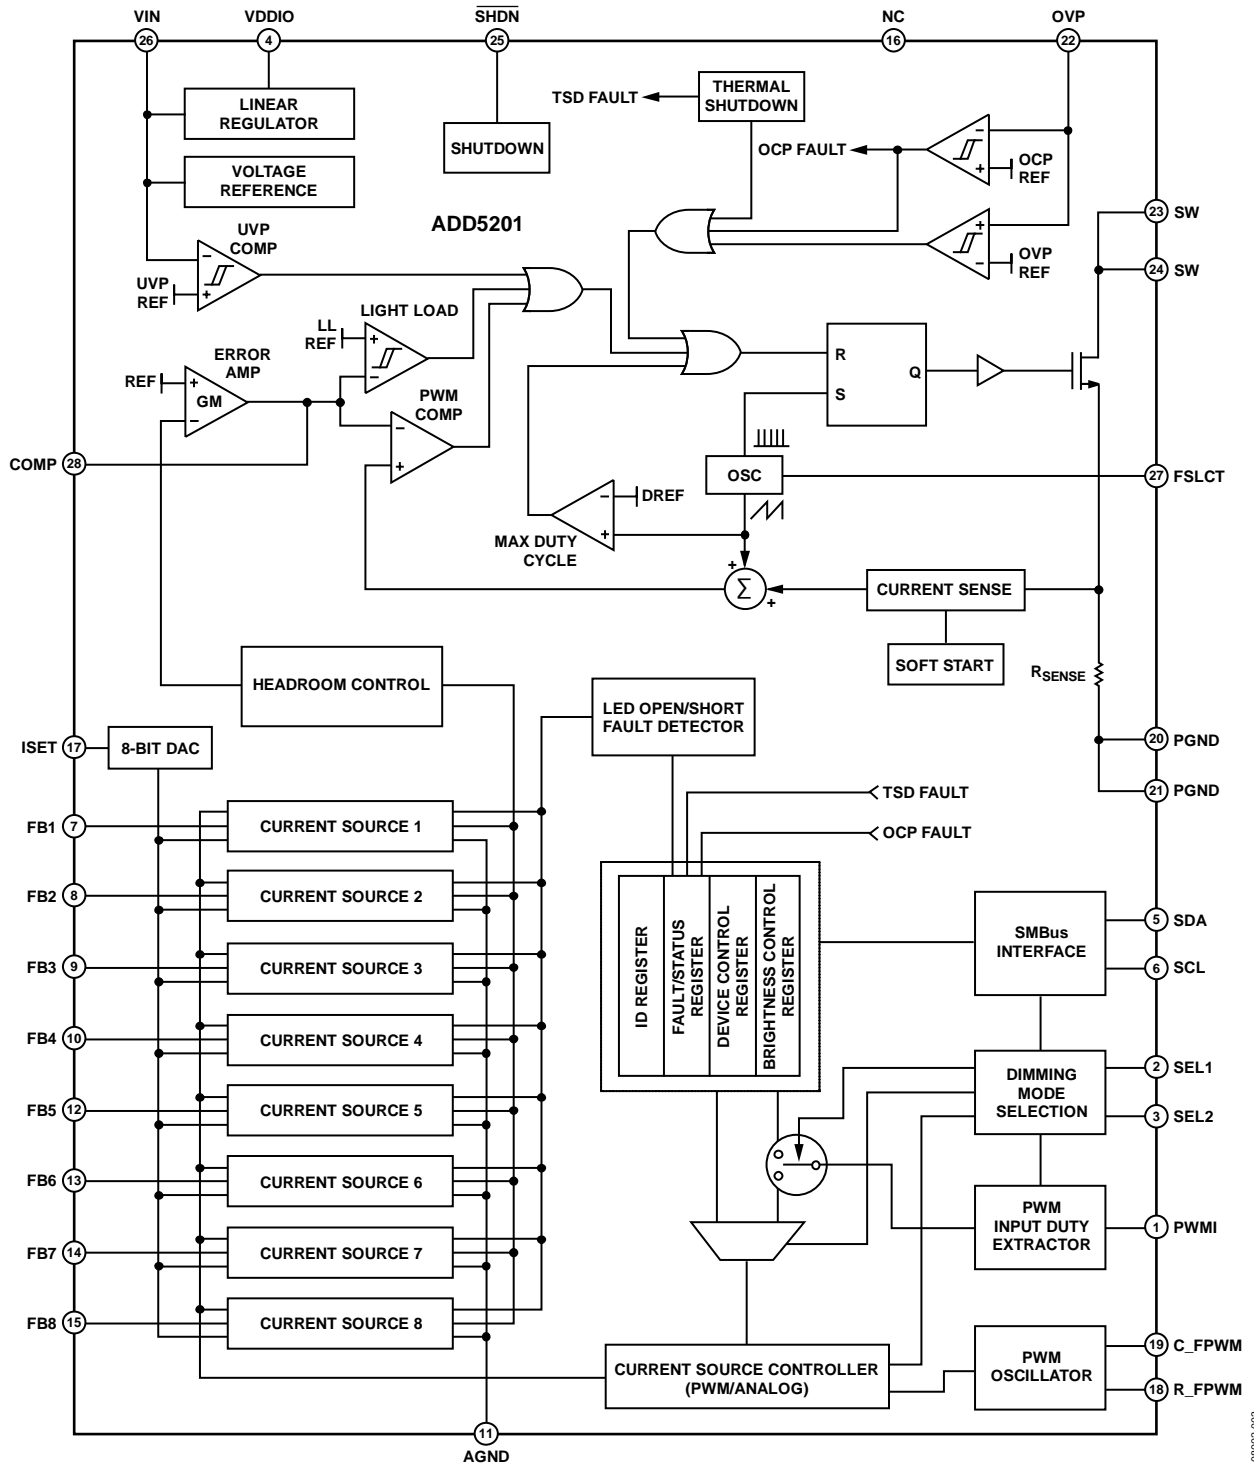 VIN
VDDIO
SHDN
NC
OVP
26
4
25
16
22
LINEAR
REGULATOR
VOLTAGE
REFERENCE
SHUTDOWN
TSD FAULT
THERMAL
SHUTDOWN
OCP FAULT
−
+
OCP
REF
ADD5201
UVP
COMP
−
+
UVP
REF
+
−
OVP
REF
23
SW
24
SW
LIGHT LOAD
LL
REF
+
−
ERROR
AMP
REF
+
GM
−
PWM
COMP
−
+
R
S
Q
COMP
28
OSC
27
FSLCT
− DREF
+
MAX DUTY
CYCLE
+
Σ
+
CURRENT SENSE
SOFT START
RSENSE
HEADROOM CONTROL
LED OPEN/SHORT
FAULT DETECTOR
ISET
17
8-BIT DAC
20
PGND
21
PGND
TSD FAULT
OCP FAULT
FB1
7
CURRENT SOURCE 1
FB2
8
CURRENT SOURCE 2
FB3
9
CURRENT SOURCE 3
FB4
10
CURRENT SOURCE 4
FB5
12
CURRENT SOURCE 5
FB6
13
CURRENT SOURCE 6
FB7
14
CURRENT SOURCE 7
FB8
15
CURRENT SOURCE 8
ID REGISTER
FAULT/STATUS
REGISTER
DEVICE CONTROL
REGISTER
BRIGHTNESS CONTROL
REGISTER
SMBus
INTERFACE
5
SDA
6
SCL
DIMMING
MODE
SELECTION
2
SEL1
3
SEL2
PWM
INPUT DUTY
EXTRACTOR
1
PWMI
CURRENT SOURCE CONTROLLER
(PWM/ANALOG)
PWM
OSCILLATOR
19
C_FPWM
18
R_FPWM
11
AGND